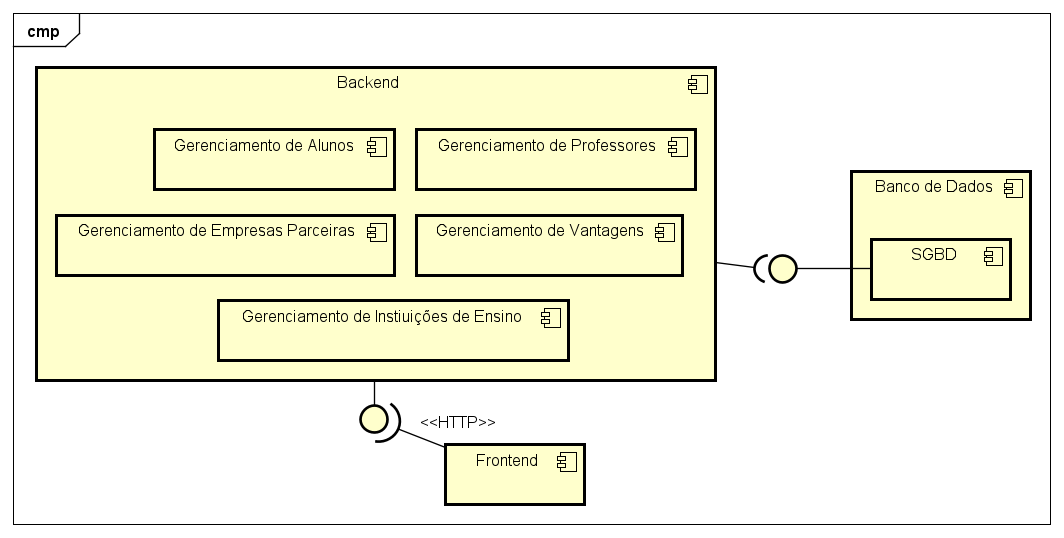 cmp
Backend
Gerenciamento de Alunos
Gerenciamento de Professores
Banco de Dados
Gerenciamento de Empresas Parceiras
Gerenciamento de Vantagens
SGBD
Gerenciamento de Instiuições de Ensino
<<HTTP>>
Frontend